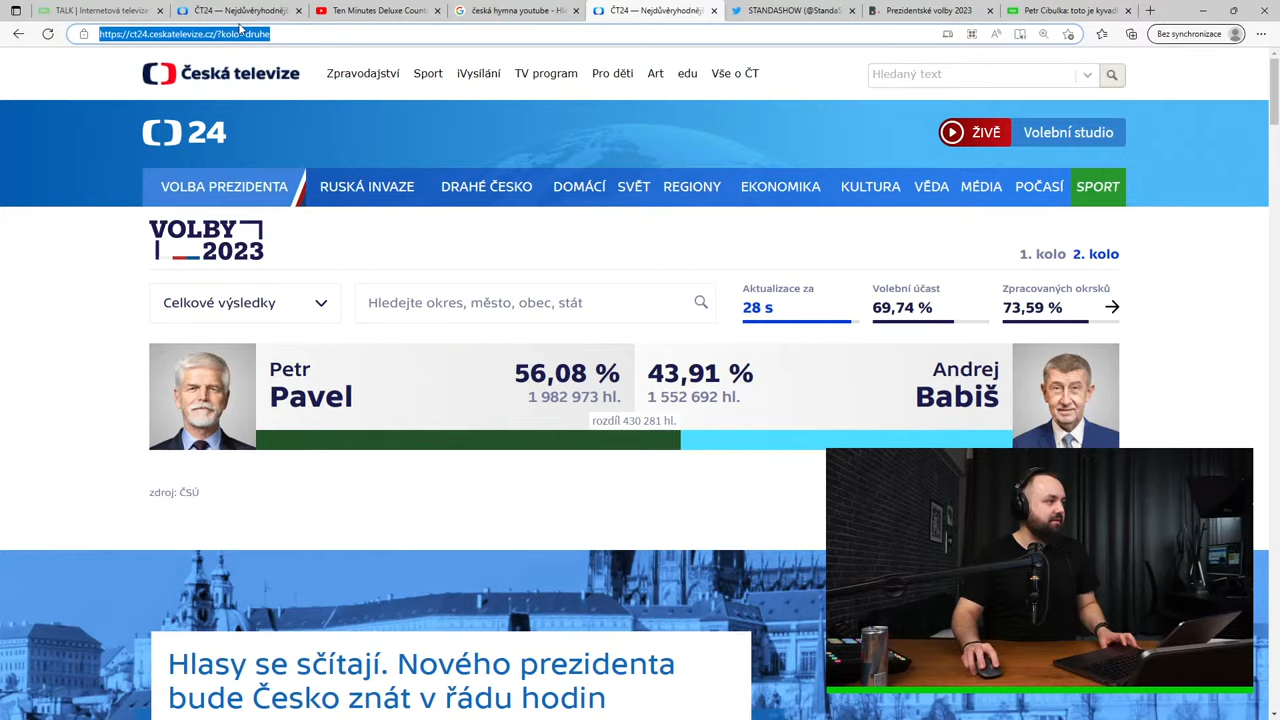 TALK | Internetová televize
ČT24 — Nejdůvěryhodněj
Ten Minutes Deluxe Count
česká hymna youtube - Hl
ČT24 — Nejdůvěryhodněj
STANDASHOW (@StandaS
Prezidentské volby 2023
Petr Cibulka: toto je kyvad
https://ct24.ceskatelevize.cz/?kolo=druhe
Bez synchronizace
Česká televize
Zpravodajství Sport iVysílání TV program Pro děti Art edu Vše o ČT
Hledaný text
24
ŽIVĚ Volební studio
VOLBA PREZIDENTA RUSKÁ INVAZE DRAHÉ ČESKO DOMÁCÍ SVĚT REGIONY EKONOMIKA KULTURA VĚDA MÉDIA POČASÍ SPORT
VOLBY
2023
1. kolo 2. kolo
Celkové výsledky
Hledejte okres, město, obec, stát
Aktualizace za Volební účast Zpracovaných okrsků
28 s 69,74 % 73,59 %
Petr
Pavel
56,08 %
1 982 973 hl.
43,91 %
1 552 692 hl.
Andrej
Babiš
rozdíl 430 281 hl.
zdroj: ČSÚ
Hlasy se sčítají. Nového prezidenta
bude Česko znát v řádu hodin